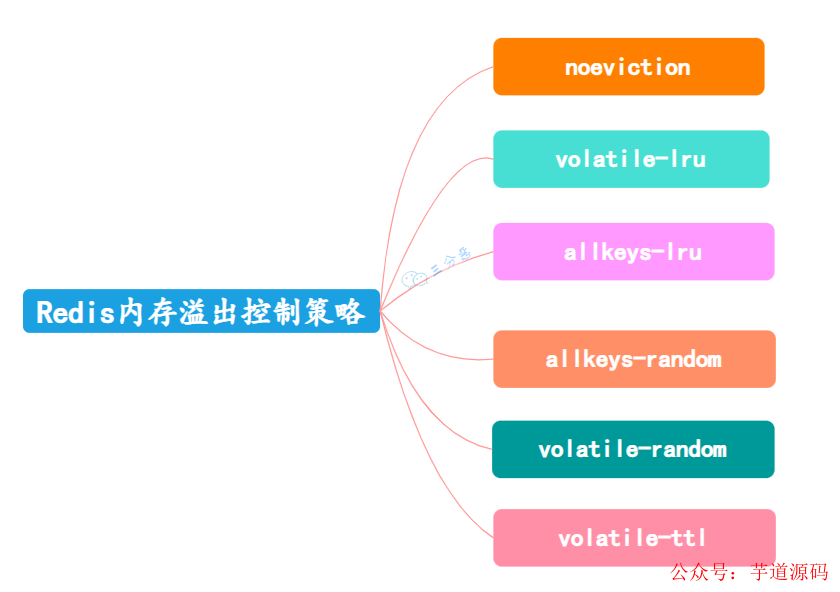 noeviction
volatile-lru
三分恶
allkeys-lru
Redis内存溢出控制策略
allkeys-random
volatile-random
volatile-ttl
公众号：芋道源码